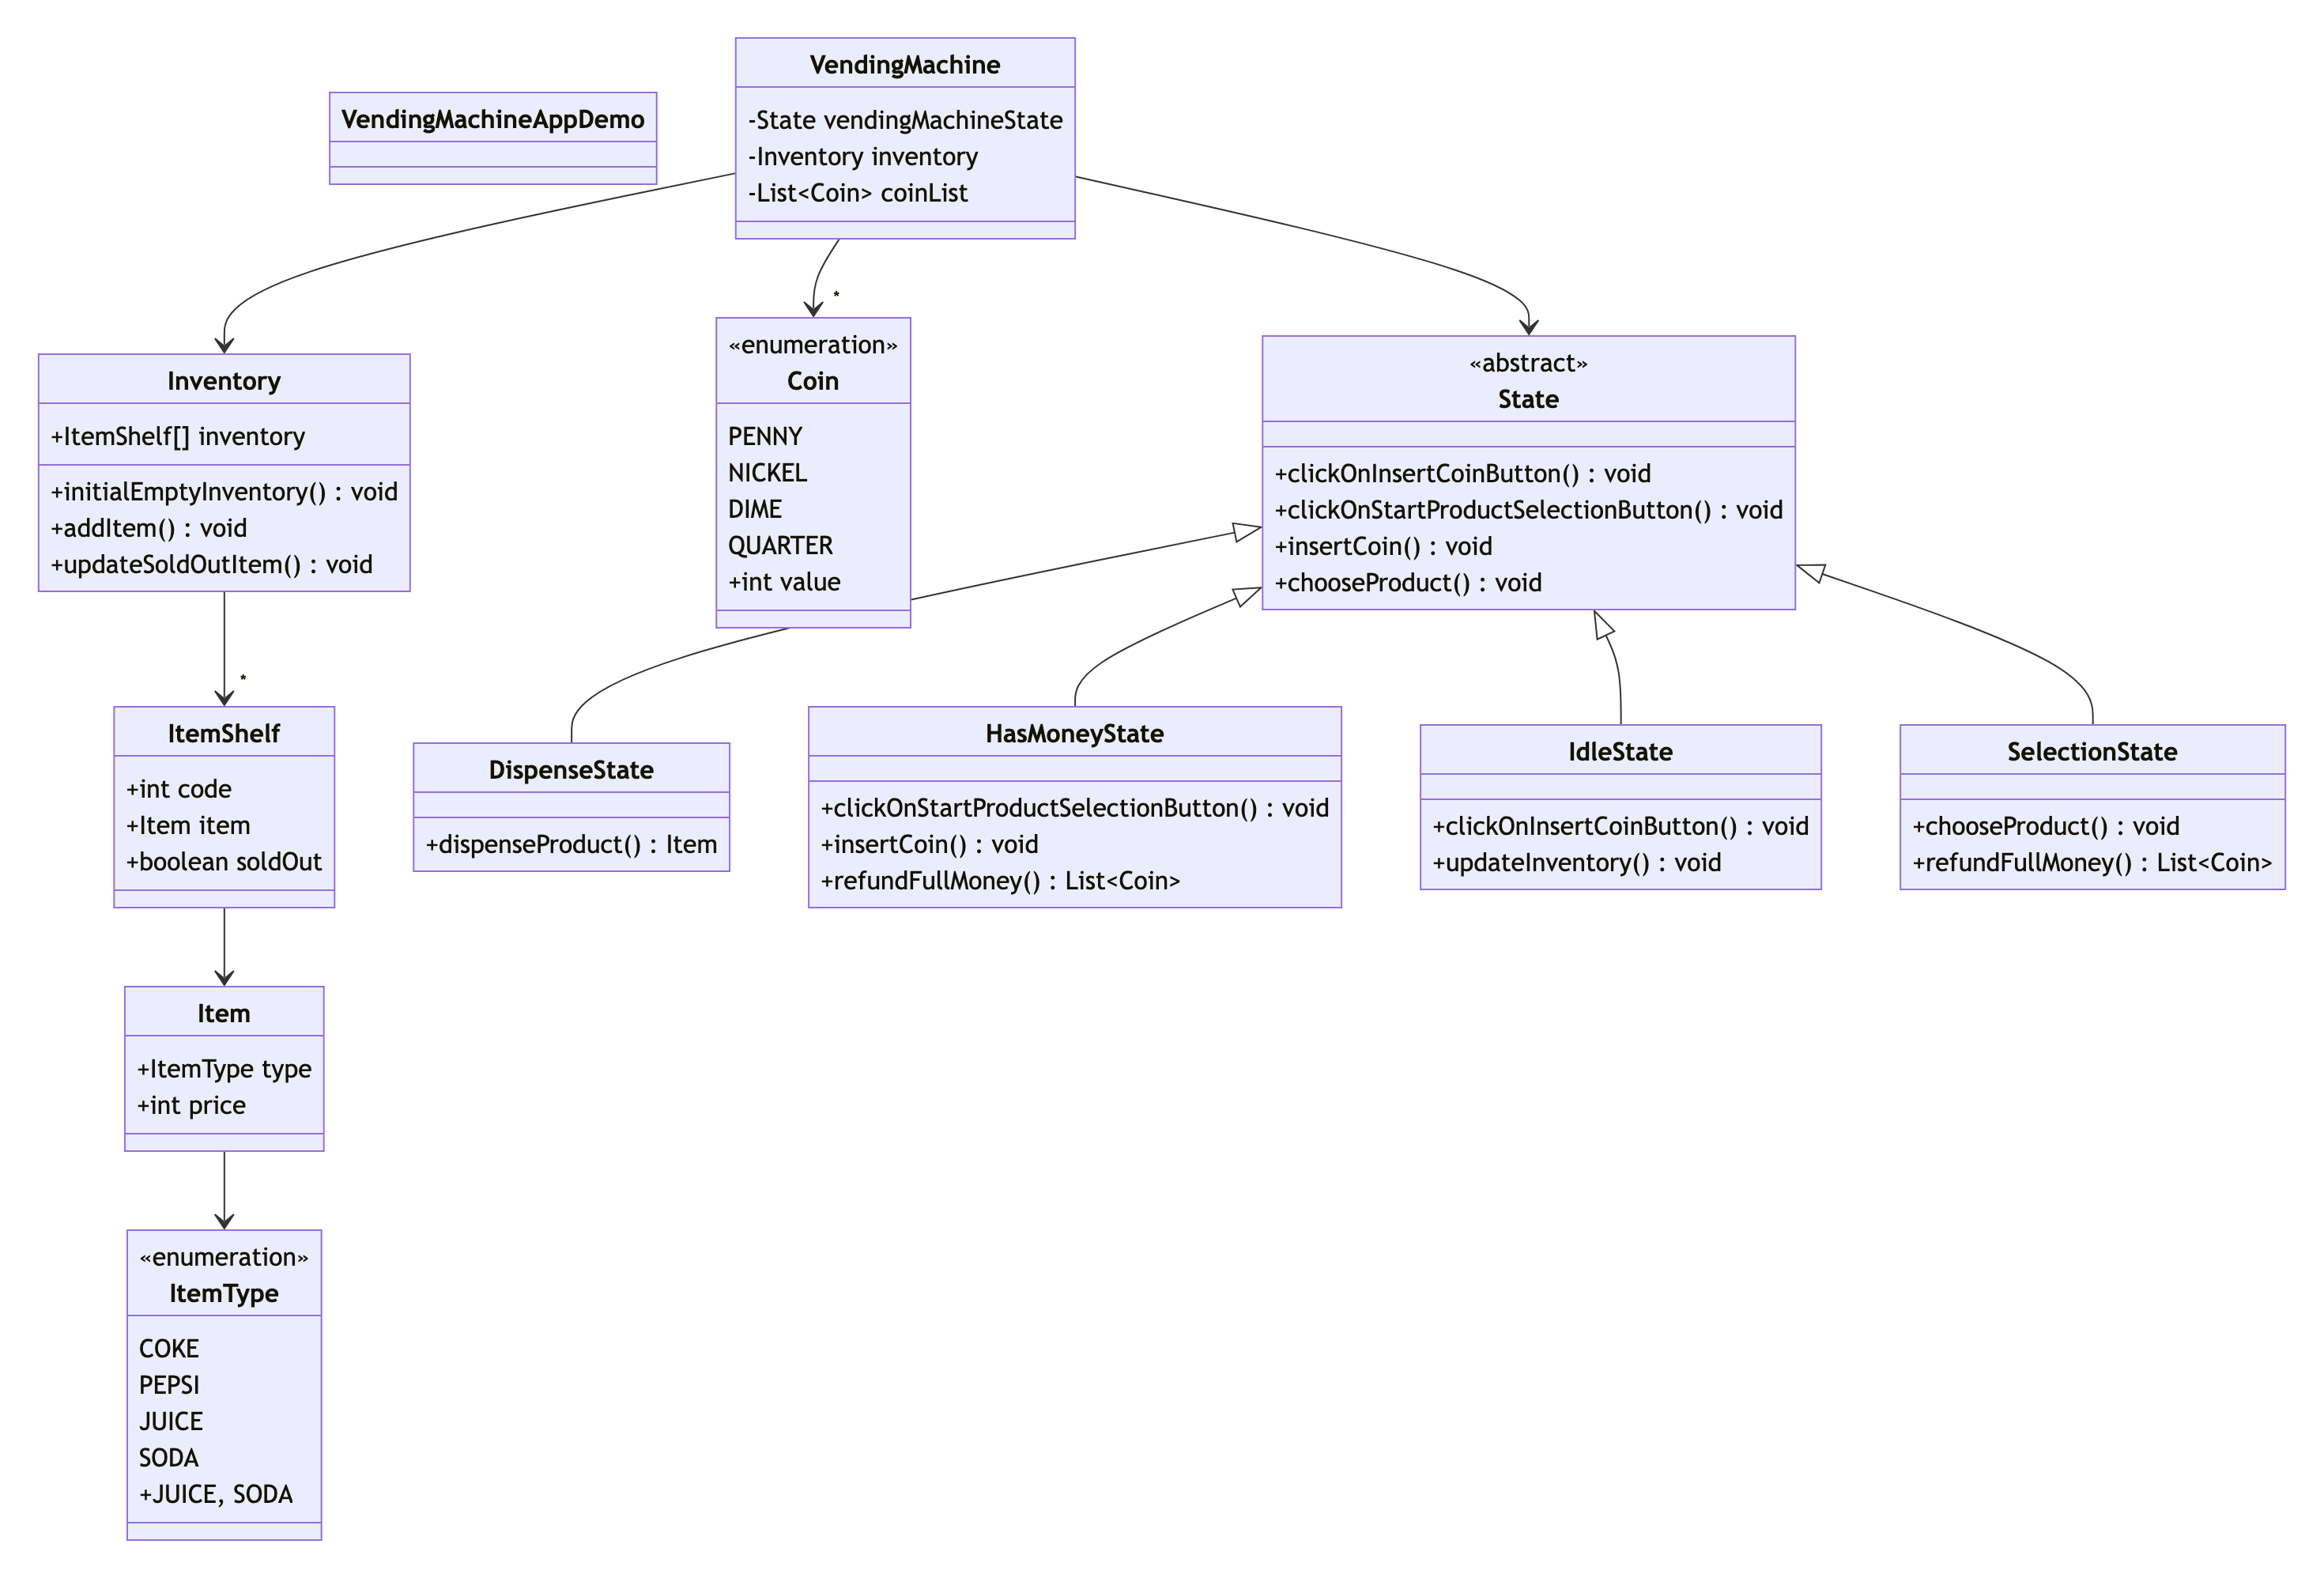 VendingMachine
-State vendingMachineState
-Inventory inventory
-List<Coin> coinList
VendingMachineAppDemo
*
Inventory
+ItemShelf[] inventory
+initialEmptyInventory() : void
+addItem() : void
+updateSoldOutItem() : void
«enumeration»
Coin
PENNY
NICKEL
DIME
QUARTER
+int value
«abstract»
State
+clickOnInsertCoinButton() : void
+clickOnStartProductSelectionButton() : void
+insertCoin() : void
+chooseProduct() : void
*
ItemShelf
+int code
+Item item
+boolean soldOut
DispenseState
+dispenseProduct() : Item
HasMoneyState
+clickOnStartProductSelectionButton() : void
+insertCoin() : void
+refundFullMoney() : List<Coin>
IdleState
+clickOnInsertCoinButton() : void
+updateInventory() : void
SelectionState
+chooseProduct() : void
+refundFullMoney() : List<Coin>
Item
+ItemType type
+int price
«enumeration»
ItemType
COKE
PEPSI
JUICE
SODA
+JUICE, SODA